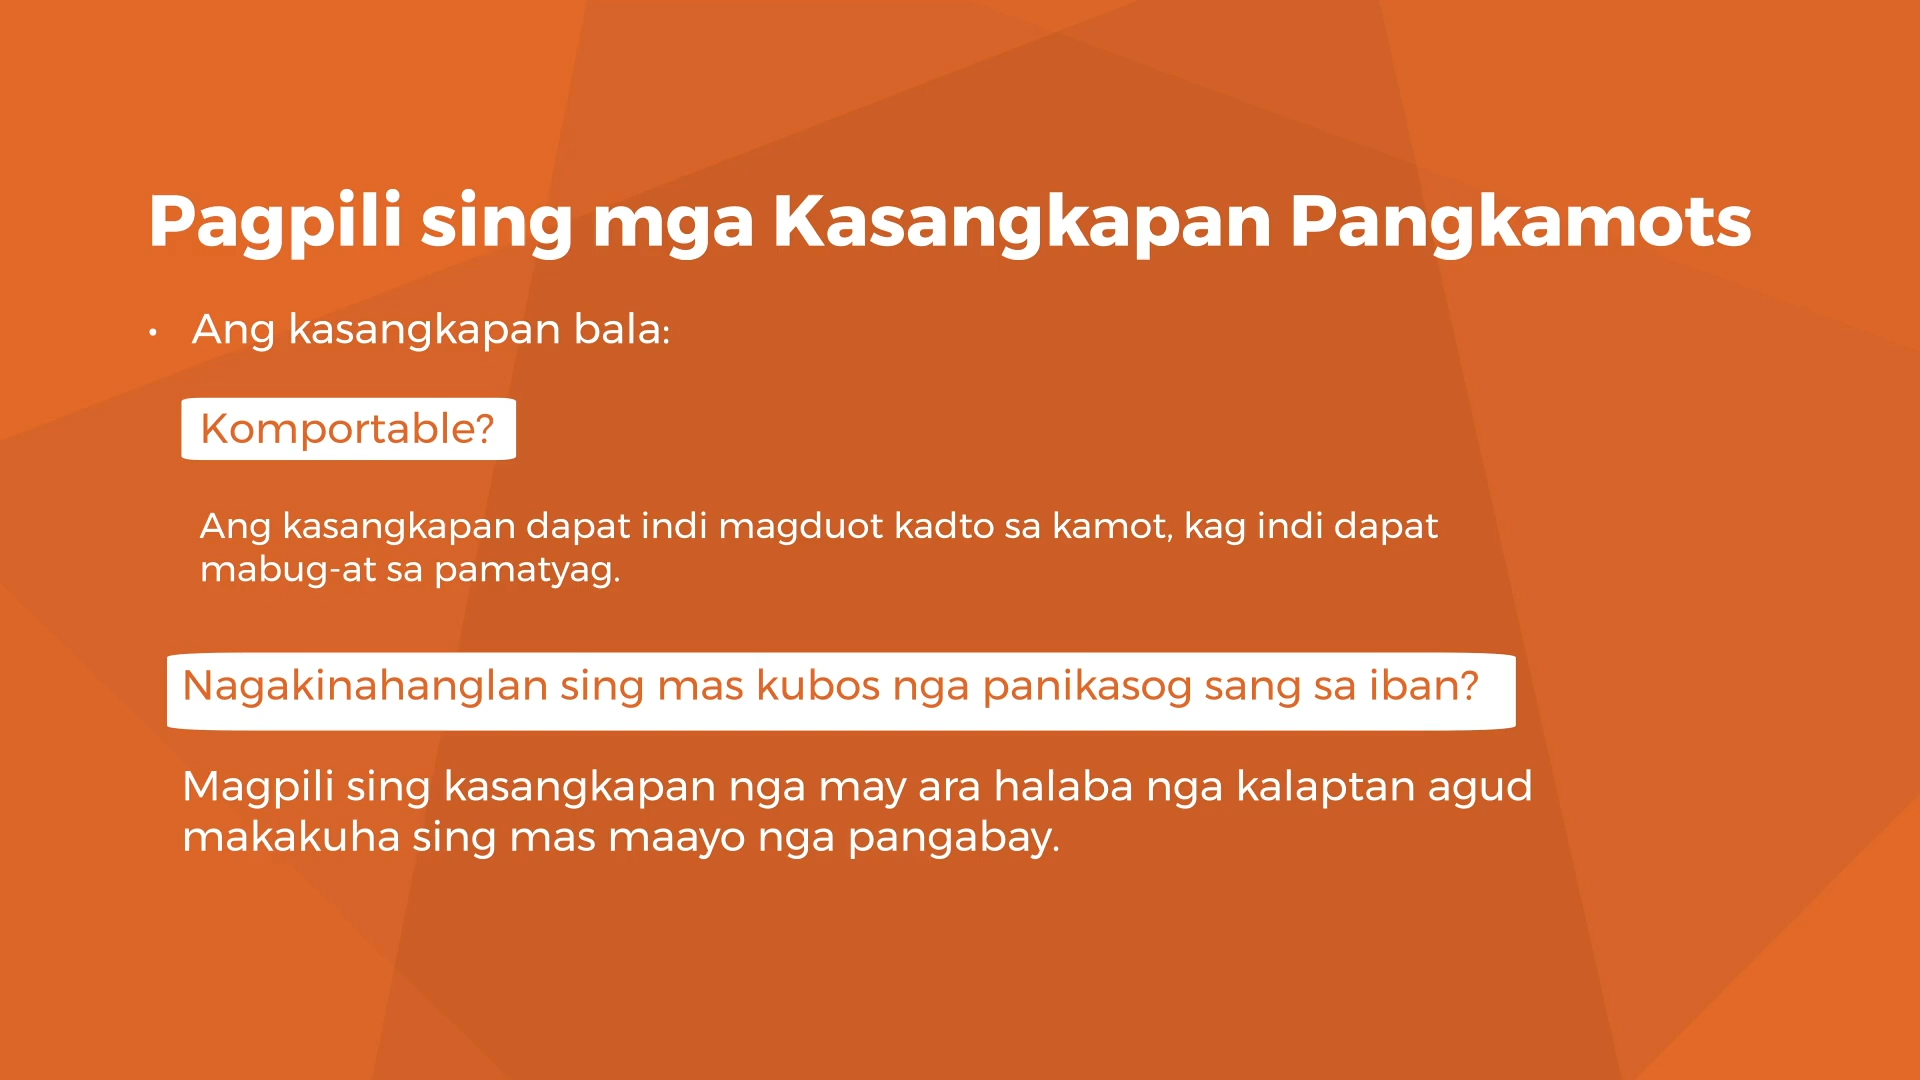 Pagpili sing mga Kasangkapan Pangkamots
• Ang kasangkapan bala:
Komportable?
Ang kasangkapan dapat indi magduot kadto sa kamot, kag indi dapat
mabug-at sa pamatyag.
Nagakinahanglan sing mas kubos nga panikasog sang sa iban?
Magpili sing kasangkapan nga may ara halaba nga kalaptan agud
makakuha sing mas maayo nga pangabay.